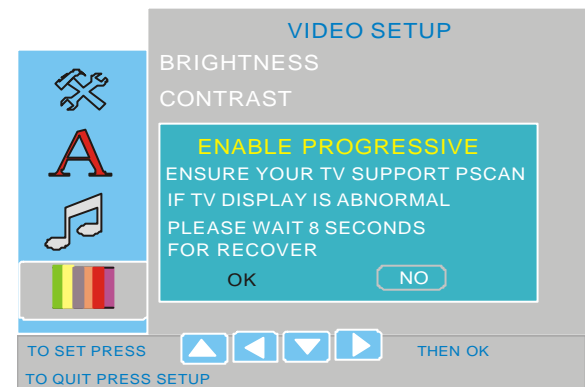 VIDEO SETUP
BRIGHTNESS
CONTRAST
A
ENABLE PROGRESSIVE
ENSURE YOUR TV SUPPORT PSCAN
IF TV DISPLAY IS ABNORMAL
PLEASE WAIT 8 SECONDS
FOR RECOVER
OK NO
TO SET PRESS THEN OK
TO QUIT PRESS SETUP